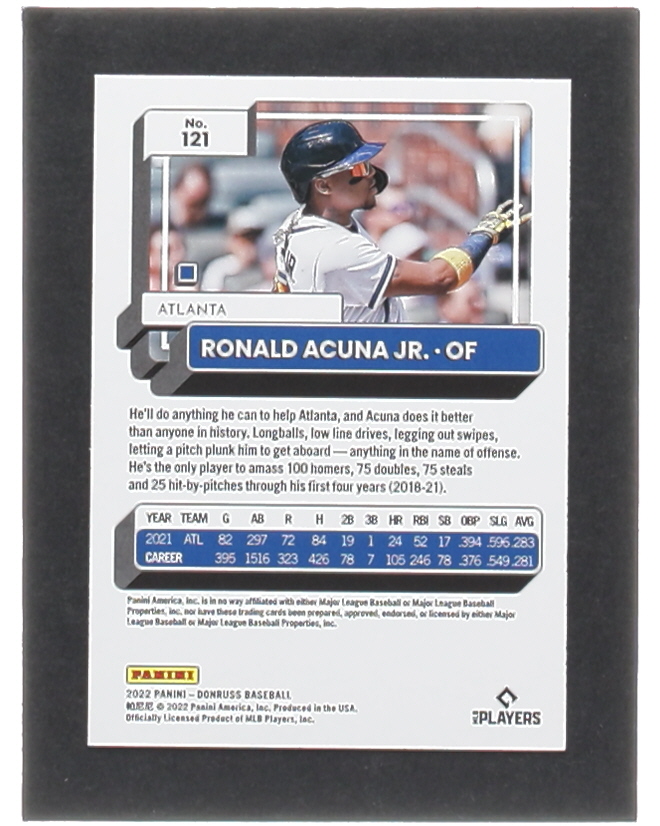 No.
121
ATLANTA
RONALD ACUNA JR. · OF
He'll do anything he can to help Atlanta, and Acuna does it better
than anyone in history. Longballs, low line drives, legging out swipes,
letting a pitch plunk him to get aboard — anything in the name of offense.
He's the only player to amass 100 homers, 75 doubles, 75 steals
and 25 hit-by-pitches through his first four years (2018-21).
YEAR TEAM G AB R H 2B 3B HR RBI SB OBP SLG AVG
2021 ATL 82 297 72 84 19 1 24 52 17 .394 .596 .283
CAREER 395 1516 323 426 78 7 105 246 78 .376 .549 .281
Panini America, Inc. is in no way affiliated with either Major League Baseball or Major League Baseball
Properties, Inc. nor have these trading cards been prepared, approved, endorsed, or licensed by either Major
League Baseball or Major League Baseball Properties, Inc.
PANINI
2022 PANINI – DONRUSS BASEBALL
帕尼尼 © 2022 Panini America, Inc. Produced in the USA.
Officially Licensed Product of MLB Players, Inc.
MLB PLAYERS